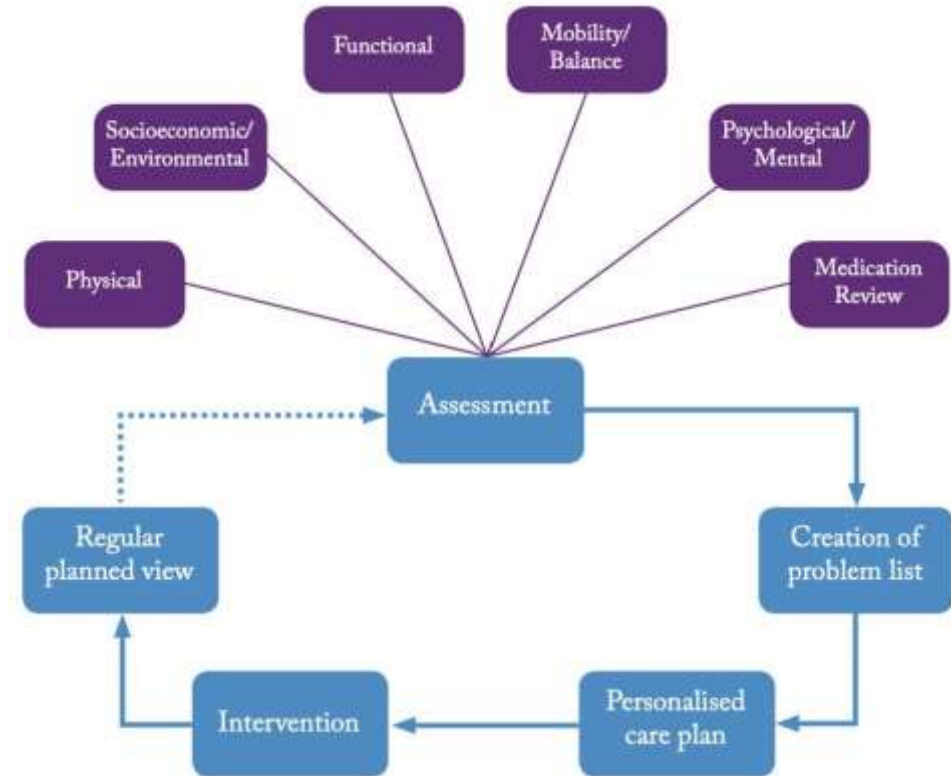 Functional
Mobility/
Balance
Socioeconomic/
Environmental
Psychological/
Mental
Physical
Medication
Review
Assessment
Regular
planned view
Creation of
problem list
Intervention
Personalised
care plan